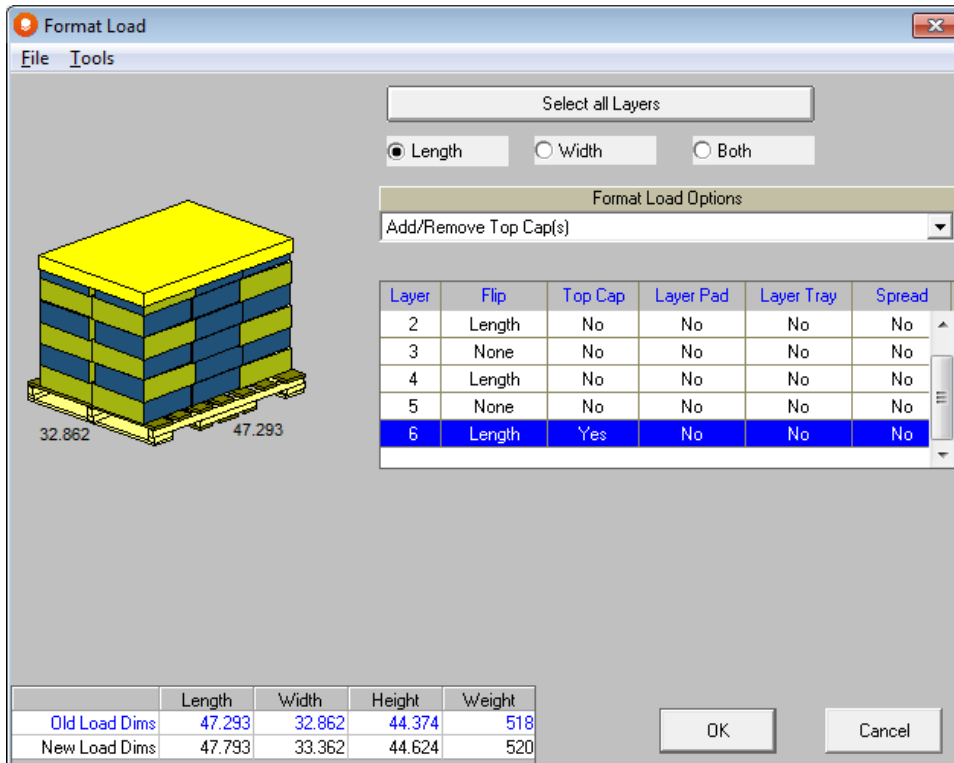 Format Load
File Tools
Select all Layers
Length Width Both
Format Load Options
Add/Remove Top Cap(s)
Layer Flip Top Cap Layer Pad Layer Tray Spread
2 Length No No No No
3 None No No No No
4 Length No No No No
5 None No No No No
6 Length Yes No No No
32.862 47.293
Length Width Height Weight
Old Load Dims 47.293 32.862 44.374 518
New Load Dims 47.793 33.362 44.624 520
OK Cancel